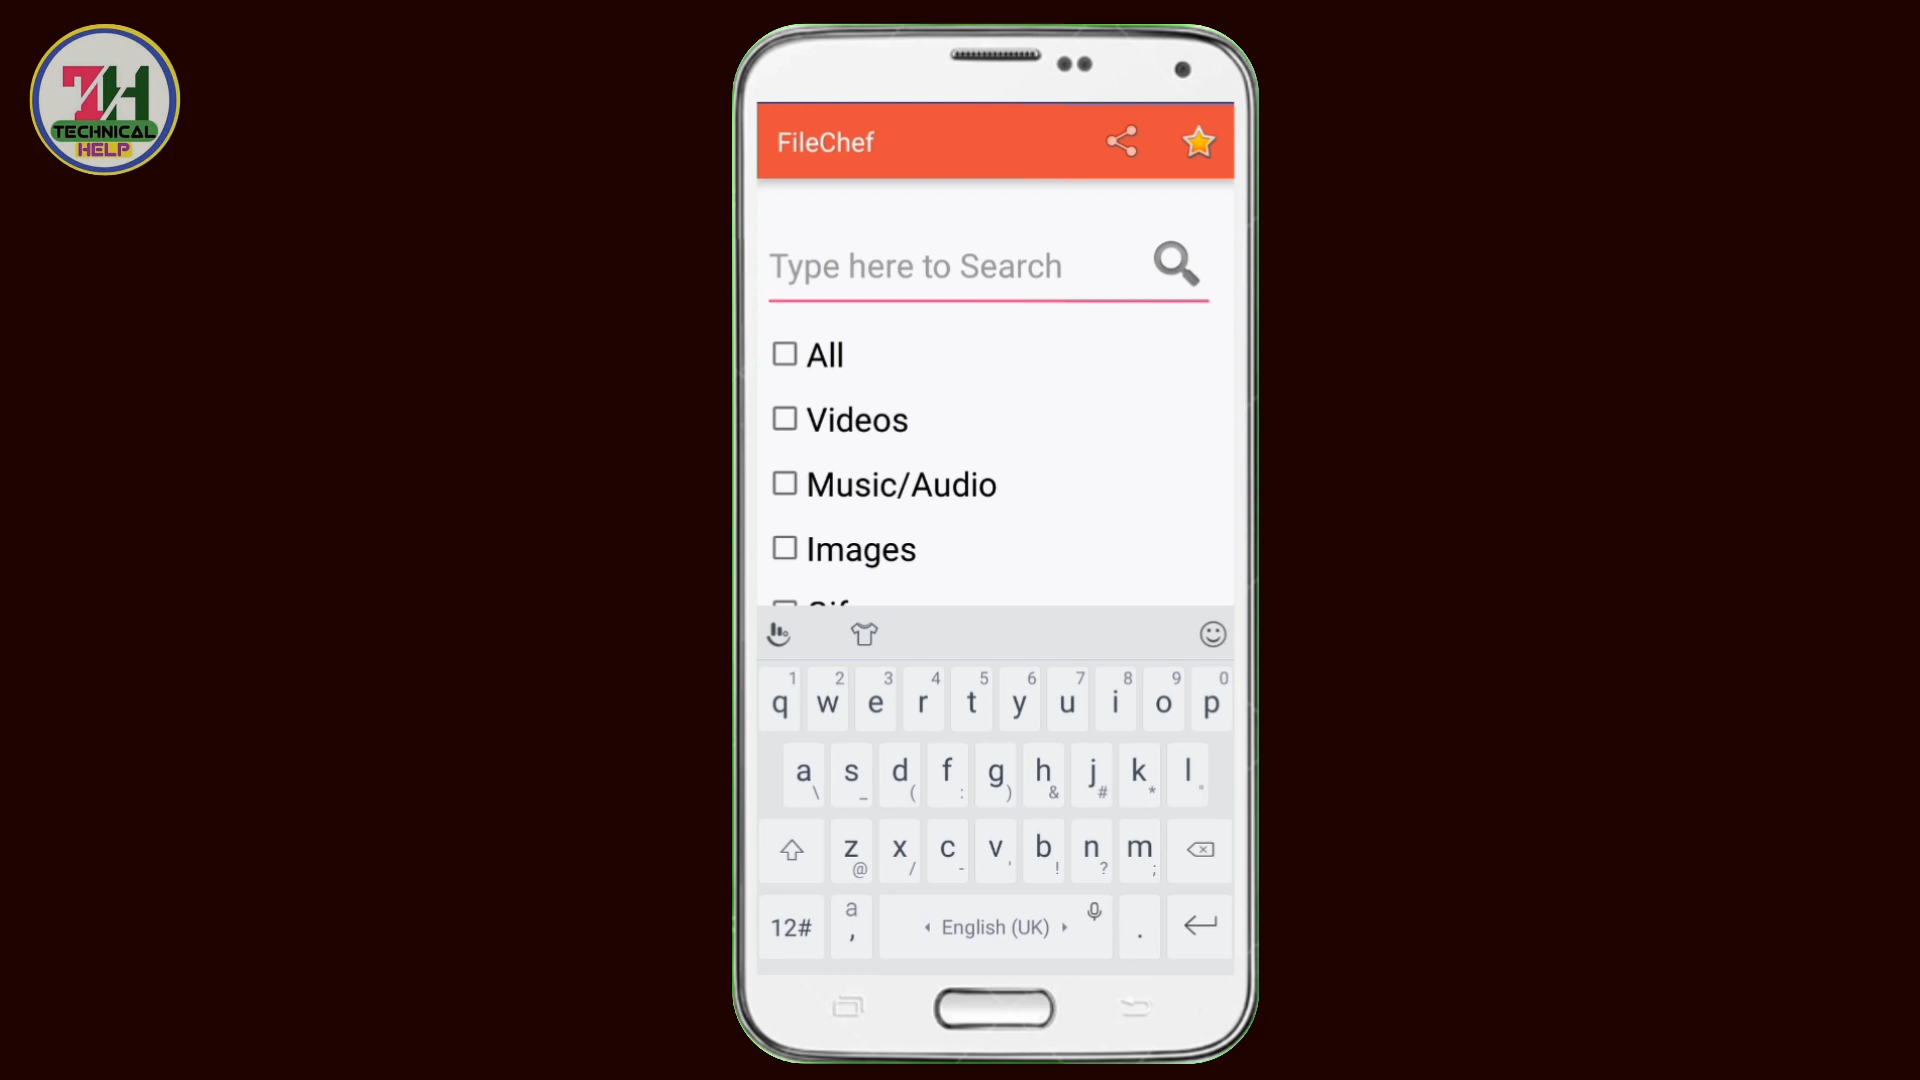 TH
TECHNICAL
HELP
FileChef
Type here to Search
All
Videos
Music/Audio
Images
1 2 3 4 5 6 7 8 9 0
q w e r t y u i o p
a s d f g h j k l
\ _ ( : ) & # *
z x c v b n m
@ / - ' ! ? ;
12# a , English (UK) .